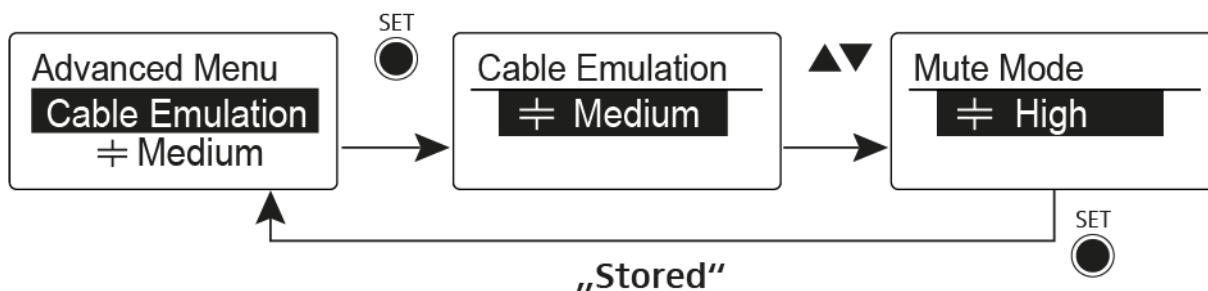 SET
Advanced Menu
Cable Emulation
Medium
Cable Emulation
Medium
▲▼
Mute Mode
High
SET
„Stored“